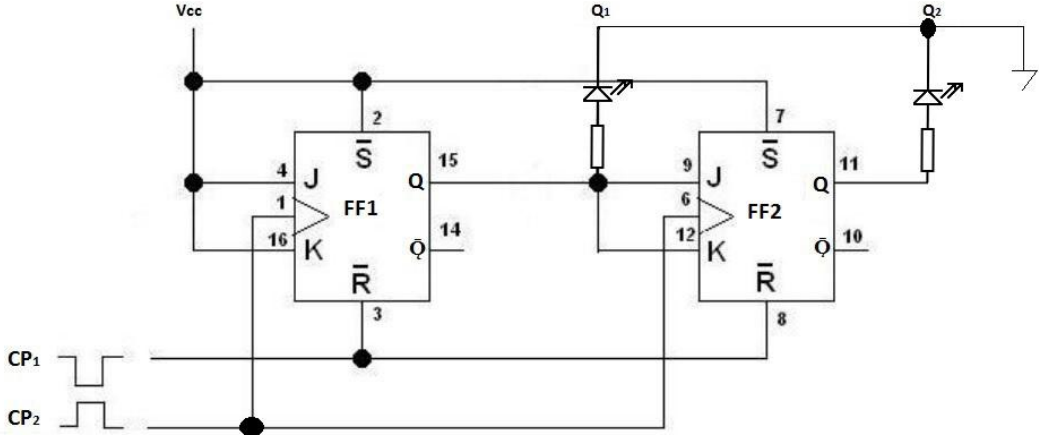 Vcc
Q1
Q2
2
7
S̅
S̅
4
J
Q
15
9
J
Q
11
1
FF1
6
FF2
16
K
Q̅
14
12
K
Q̅
10
R̅
R̅
3
8
CP1
CP2